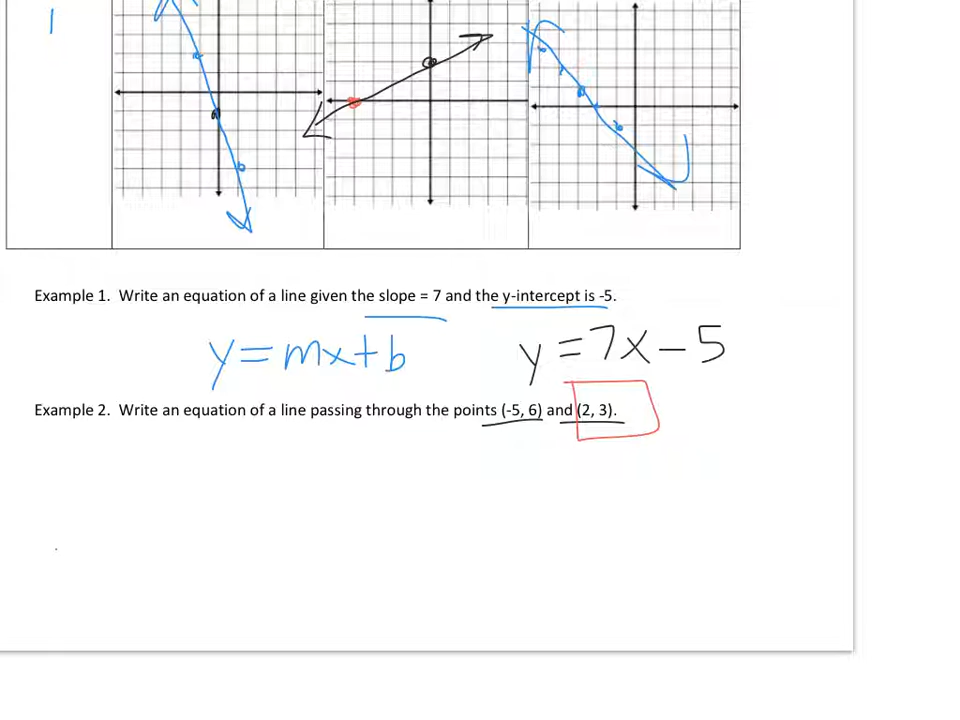 Example 1. Write an equation of a line given the slope = 7 and the y-intercept is -5.
y = mx + b y = 7x - 5
Example 2. Write an equation of a line passing through the points (-5, 6) and (2, 3).